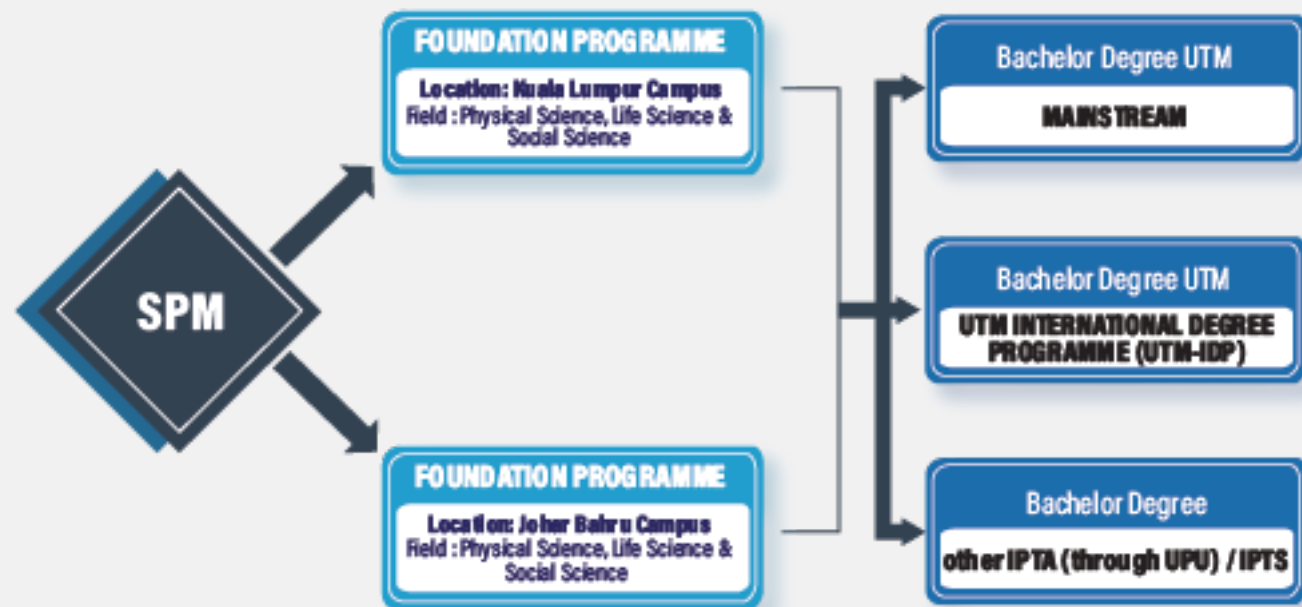 SPM
FOUNDATION PROGRAMME
Location: Kuala Lumpur Campus
Field : Physical Science, Life Science &
Social Science
FOUNDATION PROGRAMME
Location: Johor Bahru Campus
Field : Physical Science, Life Science &
Social Science
Bachelor Degree UTM
MAINSTREAM
Bachelor Degree UTM
UTM INTERNATIONAL DEGREE
PROGRAMME (UTM-IDP)
Bachelor Degree
other IPTA (through UPU) / IPTS